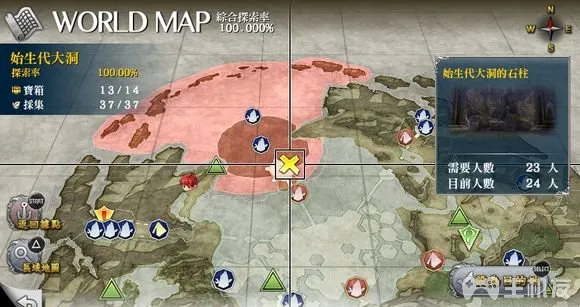 WORLD MAP
綜合探索率
100.000%
N
W
E
S
始生代大洞
探索率 100.00%
寶箱 13/14
採集 37/37
始生代大洞的石柱
需要人數 23 人
目前人數 24 人
START
返回據點
區域地圖
SELECT